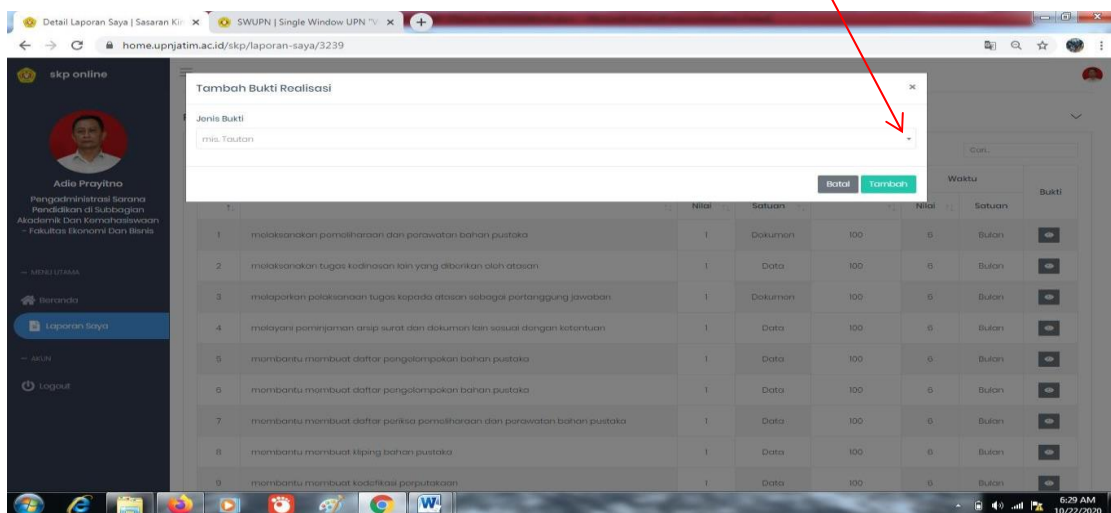 Detail Laporan Saya | Sasaran Kin
SWUPN | Single Window UPN "V
home.upnjatim.ac.id/skp/laporan-saya/3239
skp online
Tambah Bukti Realisasi
Jenis Bukti
mis. Tautan
Batal Tambah
Cari..
Adie Prayitno
Pengadministrasi Sarana
Pendidikan di Subbagian
Akademik Dan Kemahasiswaan
- Fakultas Ekonomi Dan Bisnis
— MENU UTAMA
Beranda
Laporan Saya
— AKUN
Logout
Waktu
Bukti
Nilai Satuan Nilai Satuan
1 melaksanakan pemeliharaan dan perawatan bahan pustaka 1 Dokumen 100 6 Bulan
2 melaksanakan tugas kedinasan lain yang diberikan oleh atasan 1 Data 100 6 Bulan
3 melaporkan pelaksanaan tugas kepada atasan sebagai pertanggung jawaban 1 Dokumen 100 6 Bulan
4 melayani peminjaman arsip surat dan dokumen lain sesuai dengan ketentuan 1 Data 100 6 Bulan
5 membantu membuat daftar pengelompokan bahan pustaka 1 Data 100 6 Bulan
6 membantu membuat daftar pengelompokan bahan pustaka 1 Data 100 6 Bulan
7 membantu membuat daftar periksa pemeliharaan dan perawatan bahan pustaka 1 Data 100 6 Bulan
8 membantu membuat kliping bahan pustaka 1 Data 100 6 Bulan
9 membantu membuat kodefikasi perputakaan 1 Data 100 6 Bulan
6:29 AM
10/22/2020